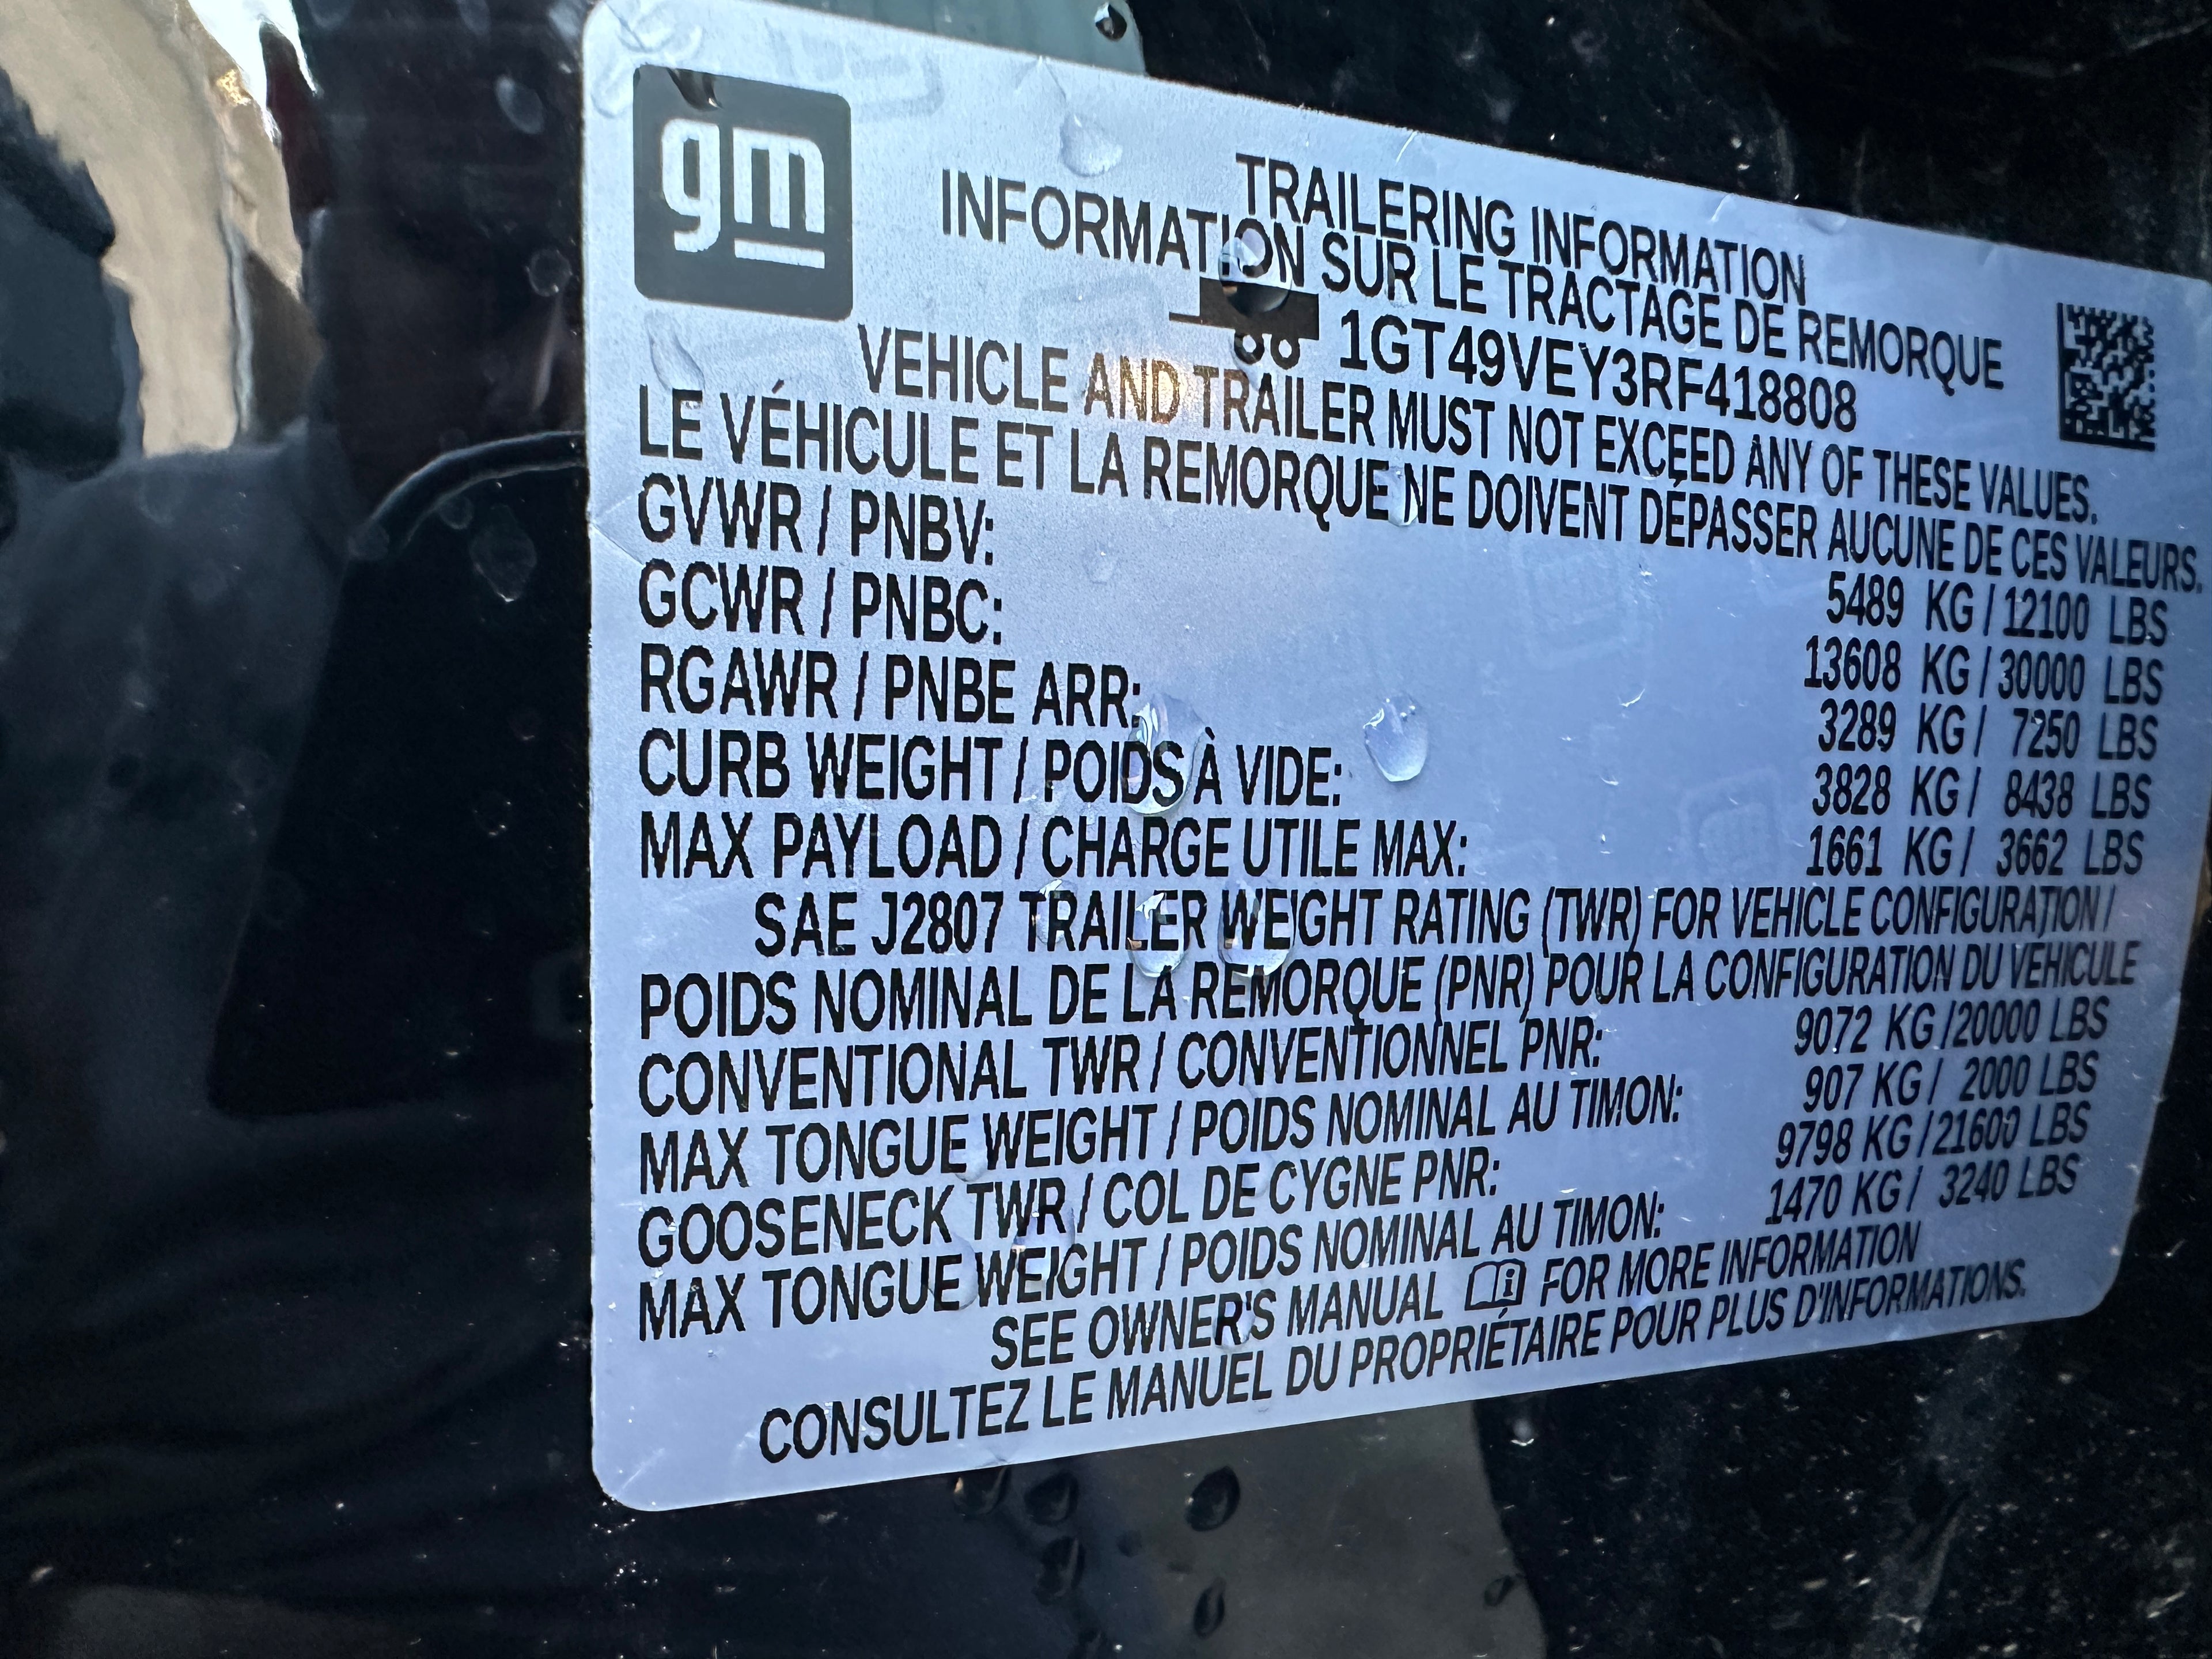 gm
TRAILERING INFORMATION
INFORMATION SUR LE TRACTAGE DE REMORQUE
1GT49VEY3RF418808
VEHICLE AND TRAILER MUST NOT EXCEED ANY OF THESE VALUES.
LE VÉHICULE ET LA REMORQUE NE DOIVENT DÉPASSER AUCUNE DE CES VALEURS.
GVWR / PNBV: 5489 KG / 12100 LBS
GCWR / PNBC: 13608 KG / 30000 LBS
RGAWR / PNBE ARR: 3289 KG / 7250 LBS
CURB WEIGHT / POIDS À VIDE: 3828 KG / 8438 LBS
MAX PAYLOAD / CHARGE UTILE MAX: 1661 KG / 3662 LBS
SAE J2807 TRAILER WEIGHT RATING (TWR) FOR VEHICLE CONFIGURATION /
POIDS NOMINAL DE LA REMORQUE (PNR) POUR LA CONFIGURATION DU VEHICULE
CONVENTIONAL TWR / CONVENTIONNEL PNR: 9072 KG /20000 LBS
MAX TONGUE WEIGHT / POIDS NOMINAL AU TIMON: 907 KG / 2000 LBS
GOOSENECK TWR / COL DE CYGNE PNR: 9798 KG /21600 LBS
MAX TONGUE WEIGHT / POIDS NOMINAL AU TIMON: 1470 KG / 3240 LBS
SEE OWNER'S MANUAL FOR MORE INFORMATION
CONSULTEZ LE MANUEL DU PROPRIÉTAIRE POUR PLUS D'INFORMATIONS.